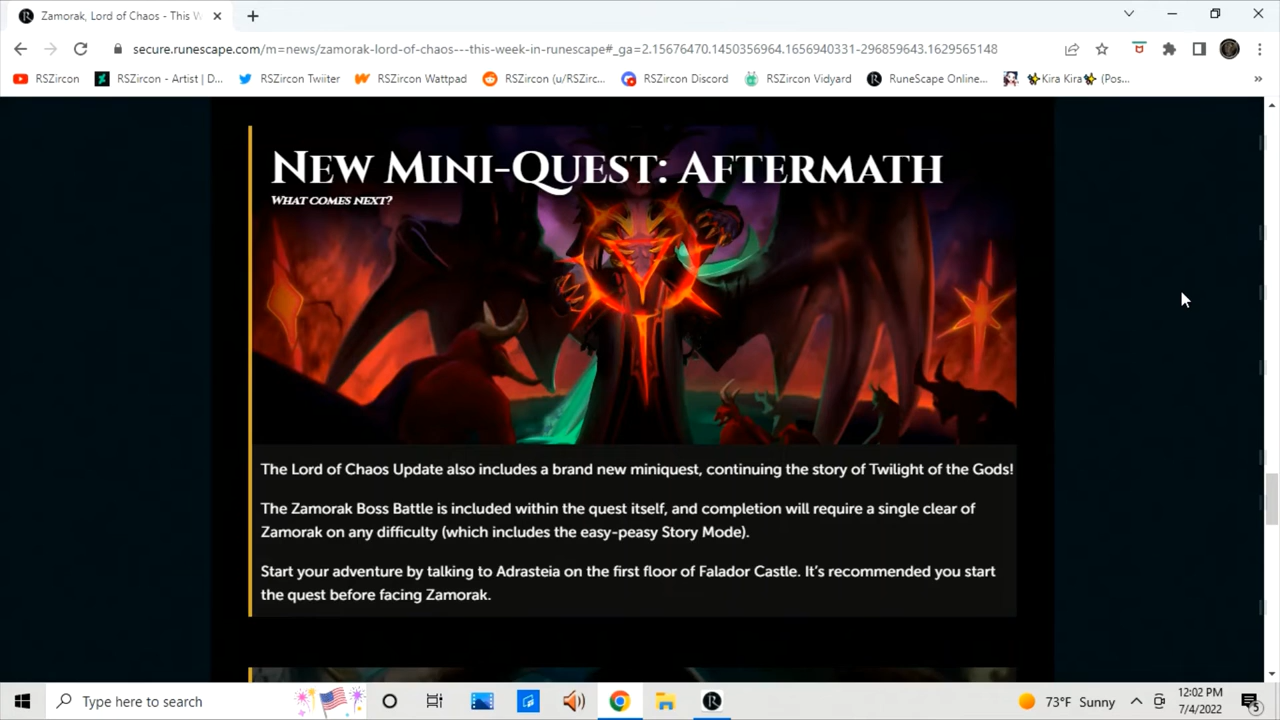 Zamorak, Lord of Chaos - This W
secure.runescape.com/m=news/zamorak-lord-of-chaos---this-week-in-runescape#_ga=2.15676470.1450356964.1656940331-296859643.1629565148
RSZircon
RSZircon - Artist | D...
RSZircon Twiiter
RSZircon Wattpad
RSZircon (u/RSZirc...
RSZircon Discord
RSZircon Vidyard
RuneScape Online...
Kira Kira (Pos...
New Mini-Quest: Aftermath
What comes next?
The Lord of Chaos Update also includes a brand new miniquest, continuing the story of Twilight of the Gods!
The Zamorak Boss Battle is included within the quest itself, and completion will require a single clear of
Zamorak on any difficulty (which includes the easy-peasy Story Mode).
Start your adventure by talking to Adrasteia on the first floor of Falador Castle. It's recommended you start
the quest before facing Zamorak.
Type here to search
73°F Sunny
12:02 PM
7/4/2022
5